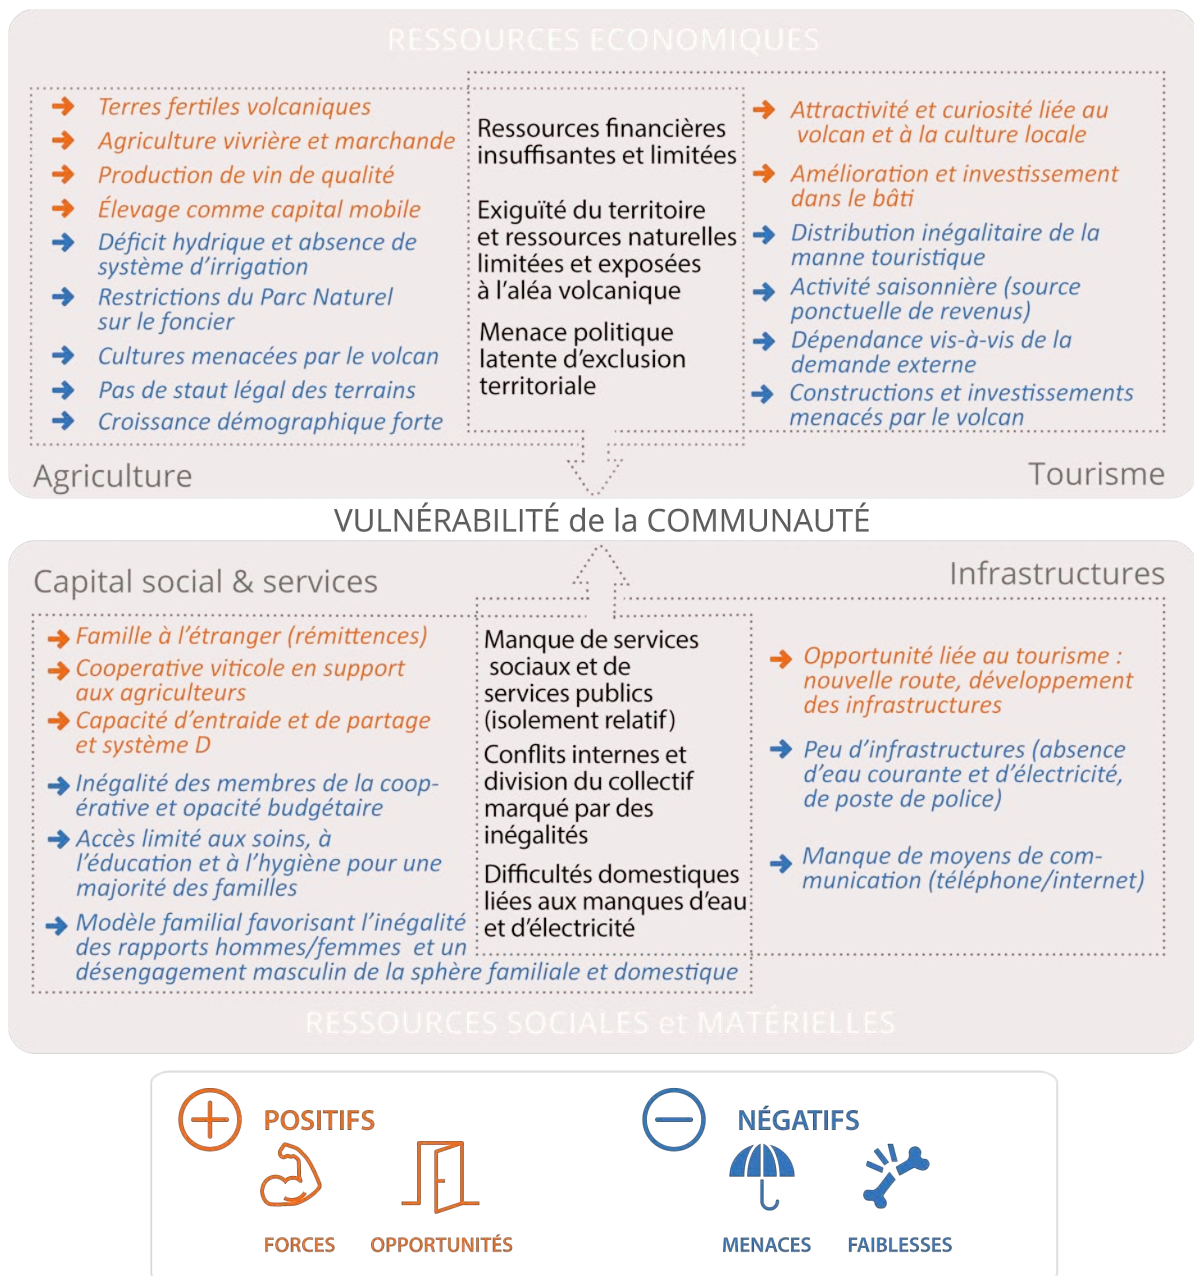 RESSOURCES ECONOMIQUES
Terres fertiles volcaniques
Agriculture vivrière et marchande
Production de vin de qualité
Élevage comme capital mobile
Déficit hydrique et absence de
système d'irrigation
Restrictions du Parc Naturel
sur le foncier
Cultures menacées par le volcan
Pas de staut légal des terrains
Croissance démographique forte
Agriculture
Ressources financières
insuffisantes et limitées
Exiguïté du territoire
et ressources naturelles
limitées et exposées
à l'aléa volcanique
Menace politique
latente d'exclusion
territoriale
Attractivité et curiosité liée au
volcan et à la culture locale
Amélioration et investissement
dans le bâti
Distribution inégalitaire de la
manne touristique
Activité saisonnière (source
ponctuelle de revenus)
Dépendance vis-à-vis de la
demande externe
Constructions et investissements
menacés par le volcan
Tourisme
VULNÉRABILITÉ de la COMMUNAUTÉ
Capital social & services
Famille à l'étranger (rémittences)
Cooperative viticole en support
aux agriculteurs
Capacité d'entraide et de partage
et système D
Inégalité des membres de la coop-
érative et opacité budgétaire
Accès limité aux soins, à
l'éducation et à l'hygiène pour une
majorité des familles
Modèle familial favorisant l'inégalité
des rapports hommes/femmes et un
désengagement masculin de la sphère familiale et domestique
Manque de services
sociaux et de
services publics
(isolement relatif)
Conflits internes et
division du collectif
marqué par des
inégalités
Difficultés domestiques
liées aux manques d'eau
et d'électricité
Infrastructures
Opportunité liée au tourisme :
nouvelle route, développement
des infrastructures
Peu d'infrastructures (absence
d'eau courante et d'électricité,
de poste de police)
Manque de moyens de com-
munication (téléphone/internet)
RESSOURCES SOCIALES et MATÉRIELLES
POSITIFS
FORCES
OPPORTUNITÉS
NÉGATIFS
MENACES
FAIBLESSES